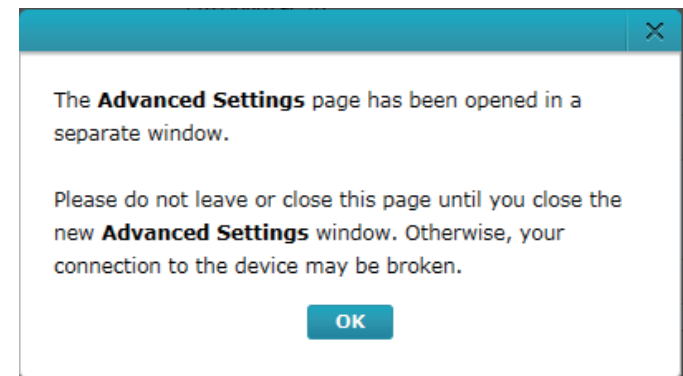 The Advanced Settings page has been opened in a
separate window.
Please do not leave or close this page until you close the
new Advanced Settings window. Otherwise, your
connection to the device may be broken.
OK